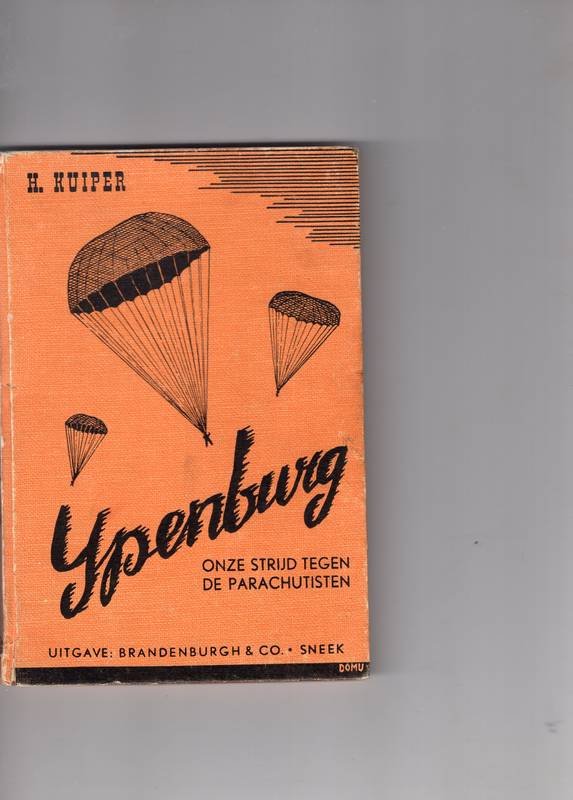 H. KUIPER
Ypenburg
ONZE STRIJD TEGEN
DE PARACHUTISTEN
UITGAVE: BRANDENBURGH & CO. • SNEEK
DOMU